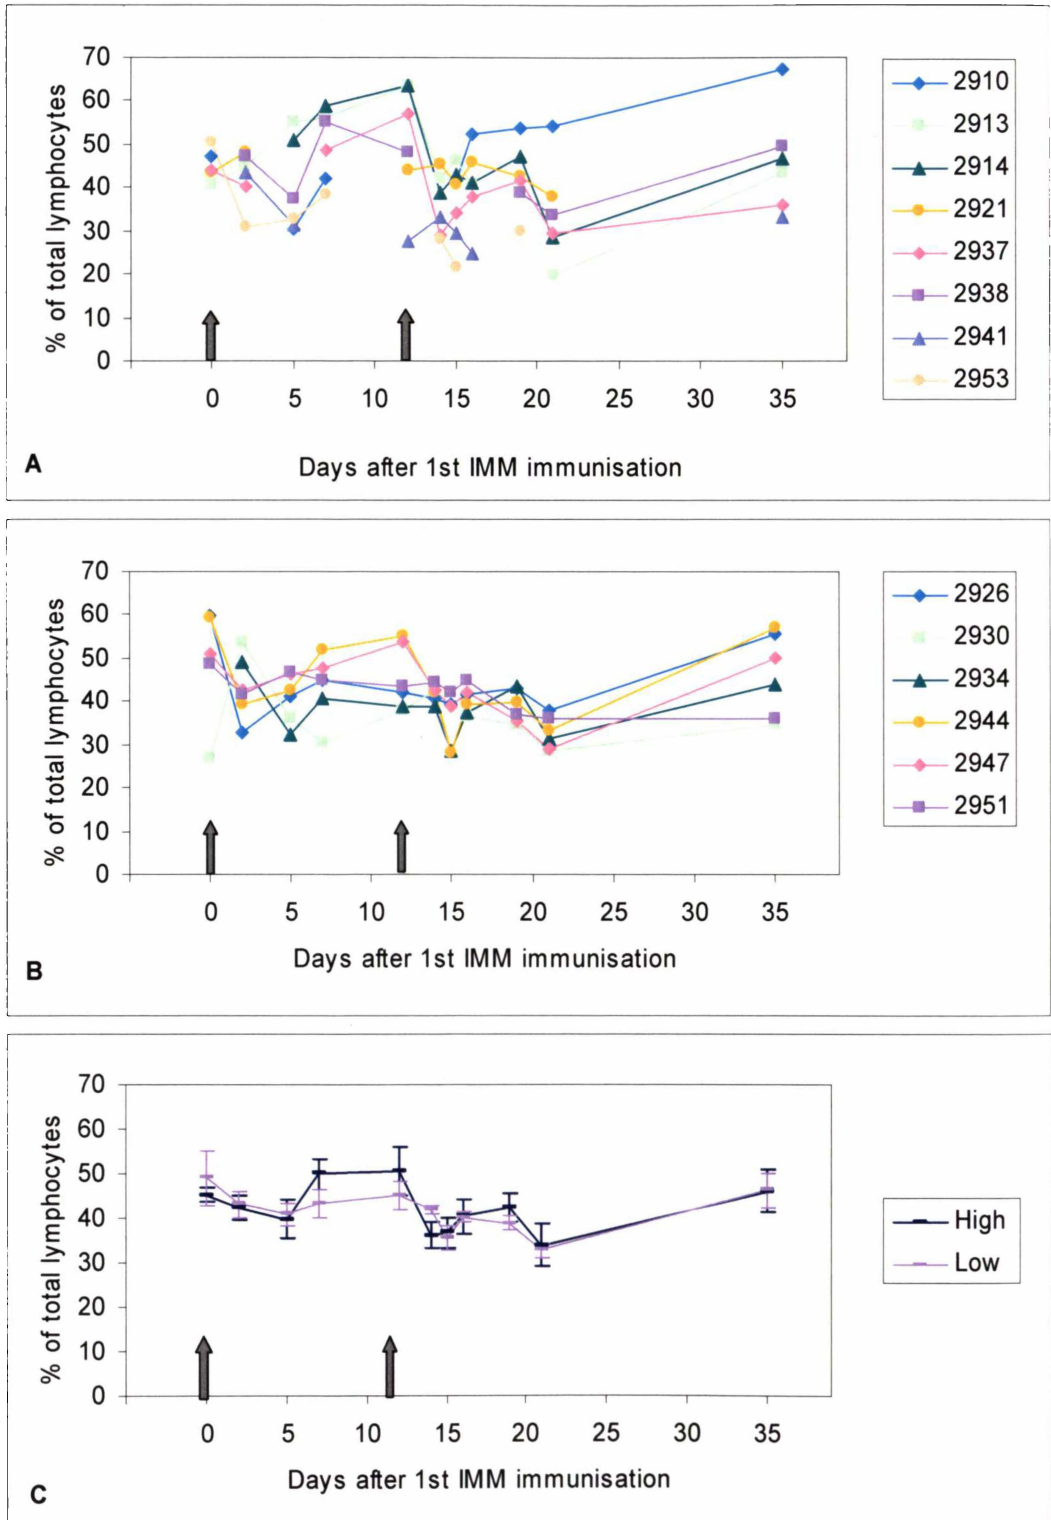 70
60
50
40
30
20
10
0
% of total lymphocytes
0 5 10 15 20 25 30 35
Days after 1st IMM immunisation
A
2910
2913
2914
2921
2937
2938
2941
2953
70
60
50
40
30
20
10
0
% of total lymphocytes
0 5 10 15 20 25 30 35
Days after 1st IMM immunisation
B
2926
2930
2934
2944
2947
2951
70
60
50
40
30
20
10
0
% of total lymphocytes
0 5 10 15 20 25 30 35
Days after 1st IMM immunisation
C
High
Low